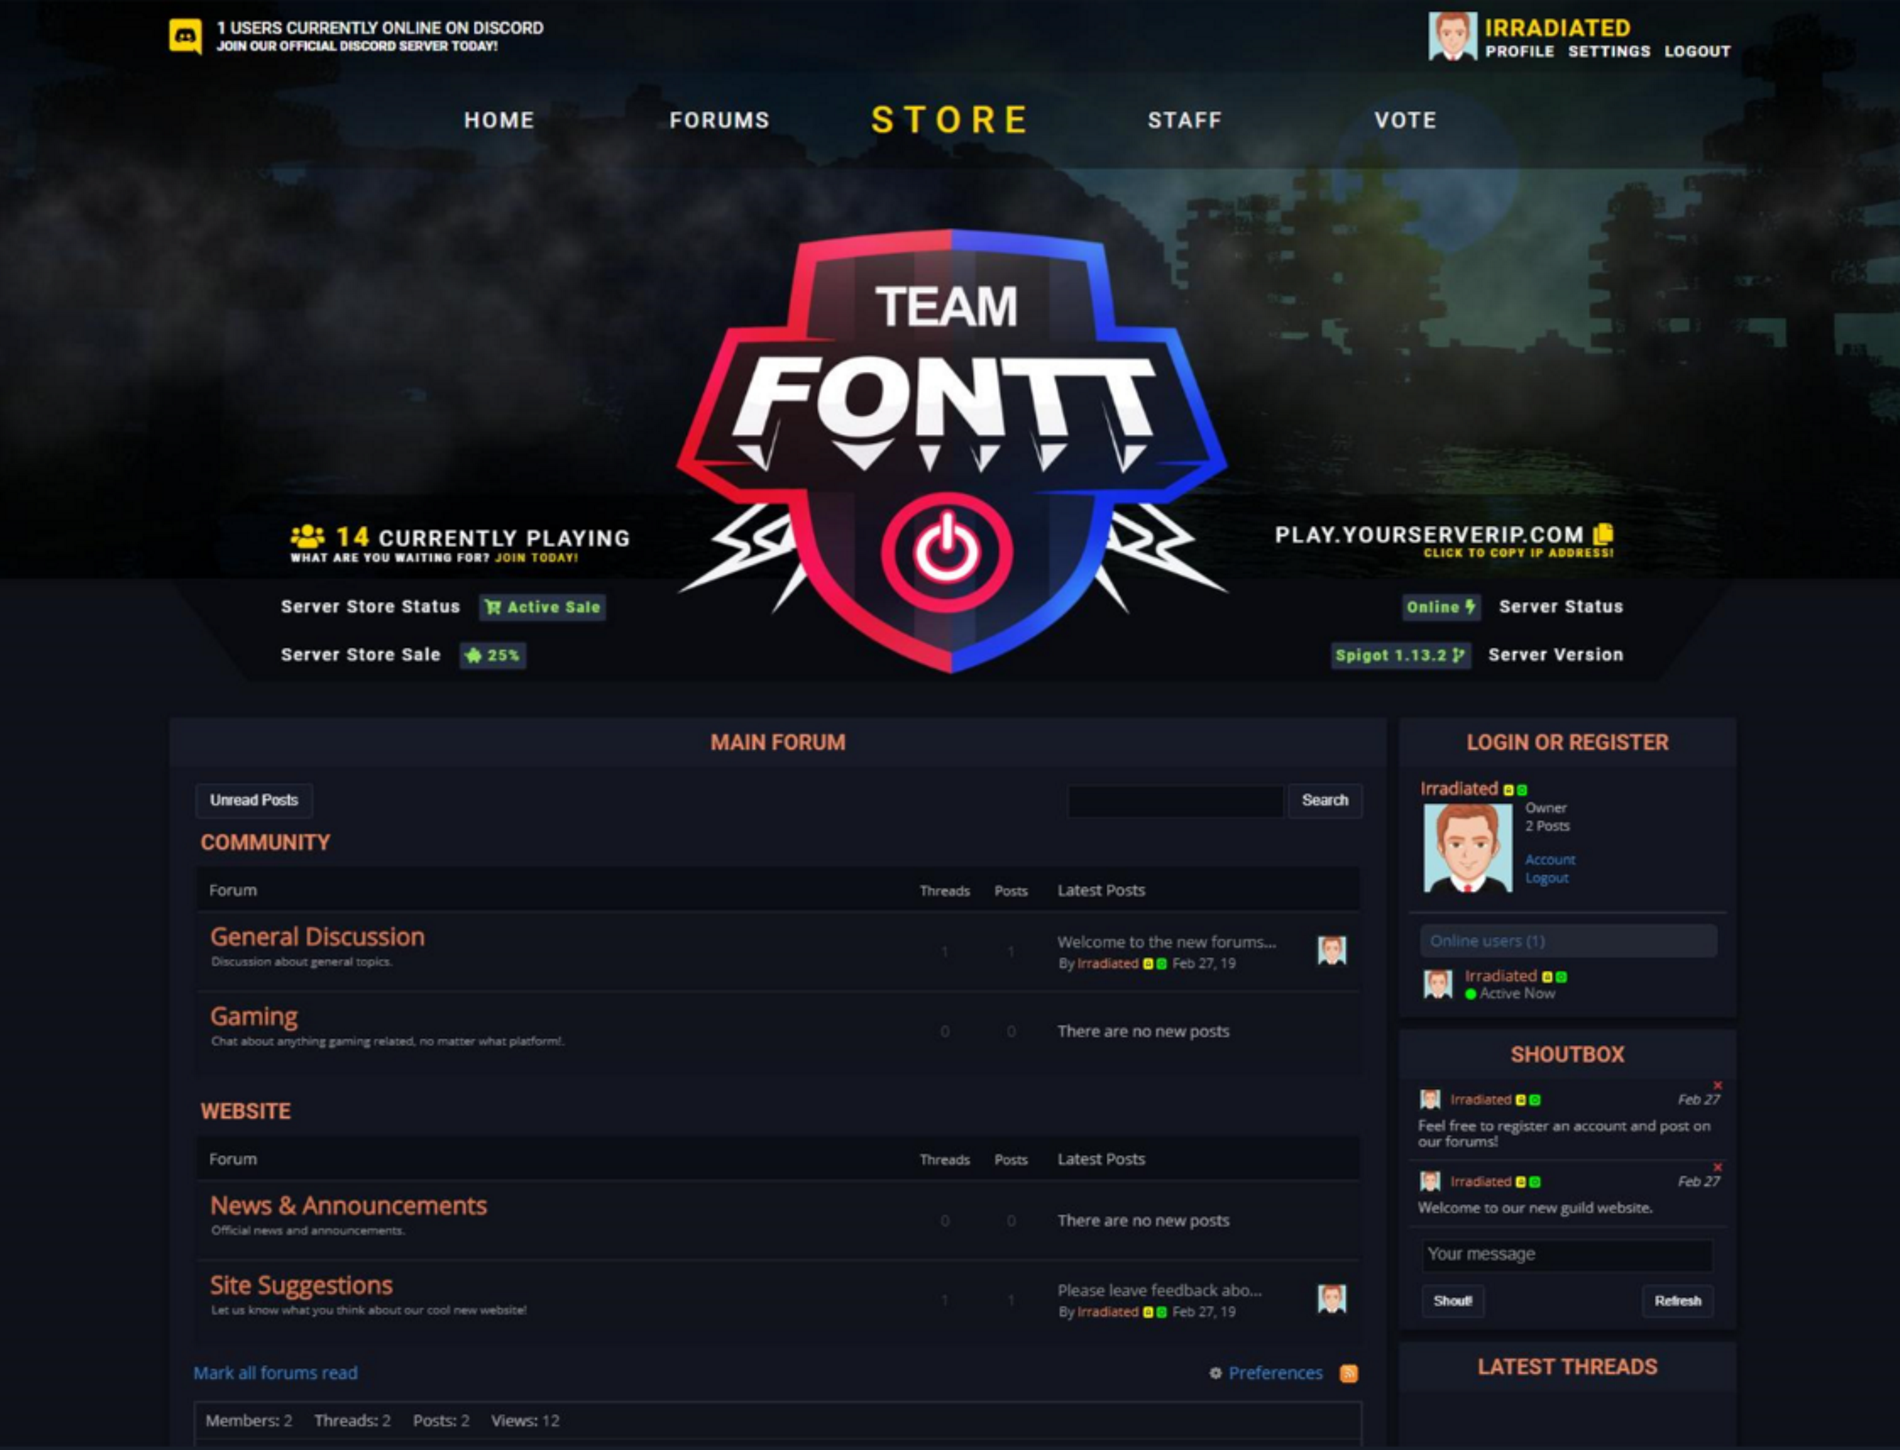 1 USERS CURRENTLY ONLINE ON DISCORD
JOIN OUR OFFICIAL DISCORD SERVER TODAY!
IRRADIATED
PROFILE SETTINGS LOGOUT
HOME FORUMS STORE STAFF VOTE
TEAM
FONTT
14 CURRENTLY PLAYING
WHAT ARE YOU WAITING FOR? JOIN TODAY!
PLAY.YOURSERVERIP.COM
CLICK TO COPY IP ADDRESS!
Server Store Status Active Sale
Server Store Sale 25%
Online Server Status
Spigot 1.13.2 Server Version
MAIN FORUM
Unread Posts
Search
COMMUNITY
Forum Threads Posts Latest Posts
General Discussion
Discussion about general topics.
1 1
Welcome to the new forums...
By Irradiated Feb 27, 19
Gaming
Chat about anything gaming related, no matter what platform!.
0 0
There are no new posts
WEBSITE
Forum Threads Posts Latest Posts
News & Announcements
Official news and announcements.
0 0
There are no new posts
Site Suggestions
Let us know what you think about our cool new website!
1 1
Please leave feedback abo...
By Irradiated Feb 27, 19
Mark all forums read
Preferences
Members: 2 Threads: 2 Posts: 2 Views: 12
LOGIN OR REGISTER
Irradiated
Owner
2 Posts
Account
Logout
Online users (1)
Irradiated
Active Now
SHOUTBOX
Irradiated Feb 27
Feel free to register an account and post on
our forums!
Irradiated Feb 27
Welcome to our new guild website.
Your message
Shout!
Refresh
LATEST THREADS